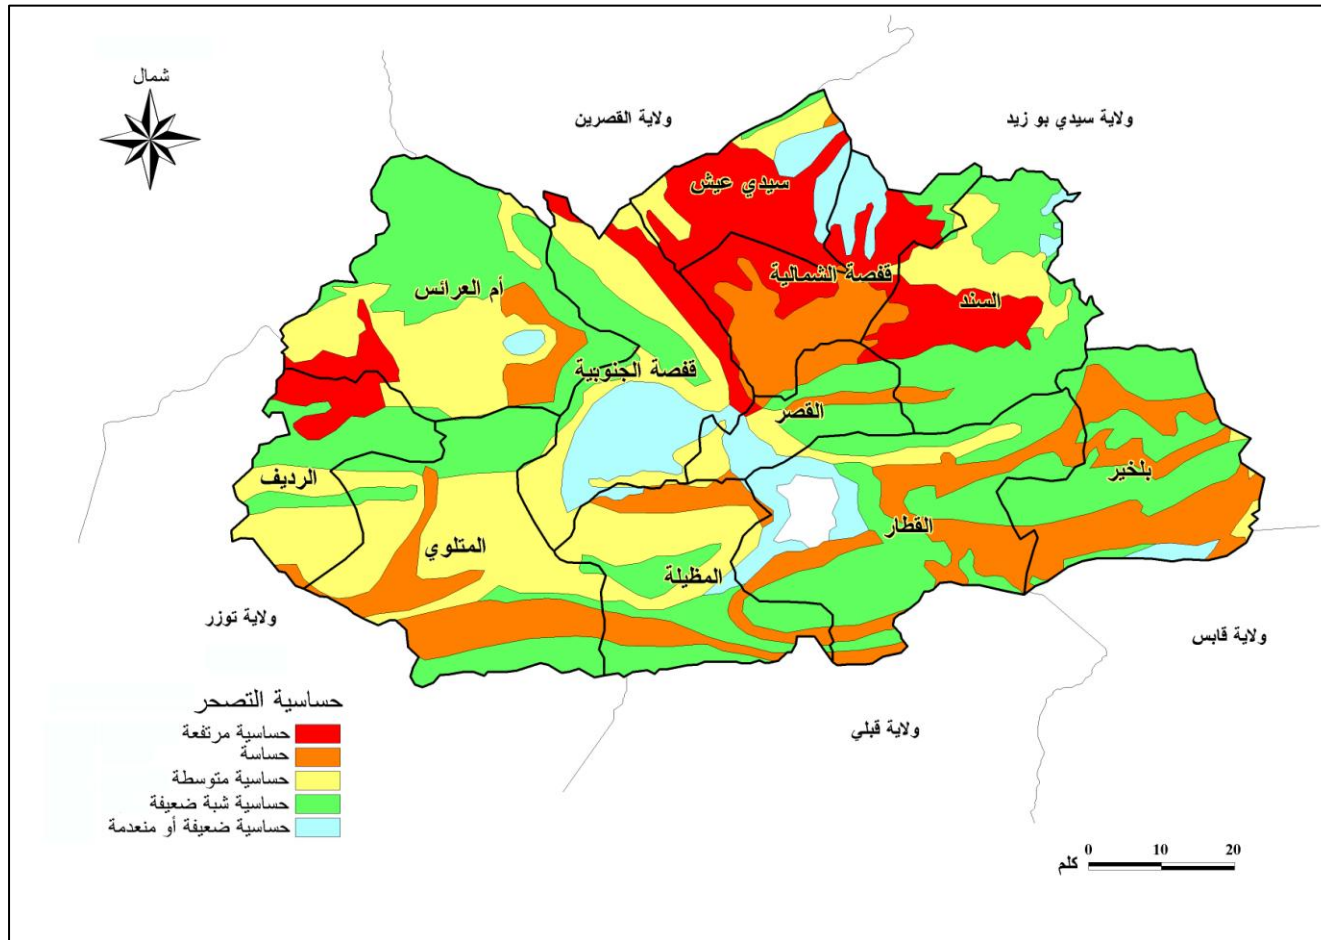 شمال
ولاية القصرين
ولاية سيدي بو زيد
سيدي عيش
قفصة الشمالية
السند
أم العرائس
قفصة الجنوبية
القصر
بلخير
الرديف
القطار
المتلوي
المظيلة
ولاية توزر
ولاية قابس
ولاية قبلي
حساسية التصحر
حساسية مرتفعة
حساسة
حساسية متوسطة
حساسية شبة ضعيفة
حساسية ضعيفة أو منعدمة
0 10 20
كلم